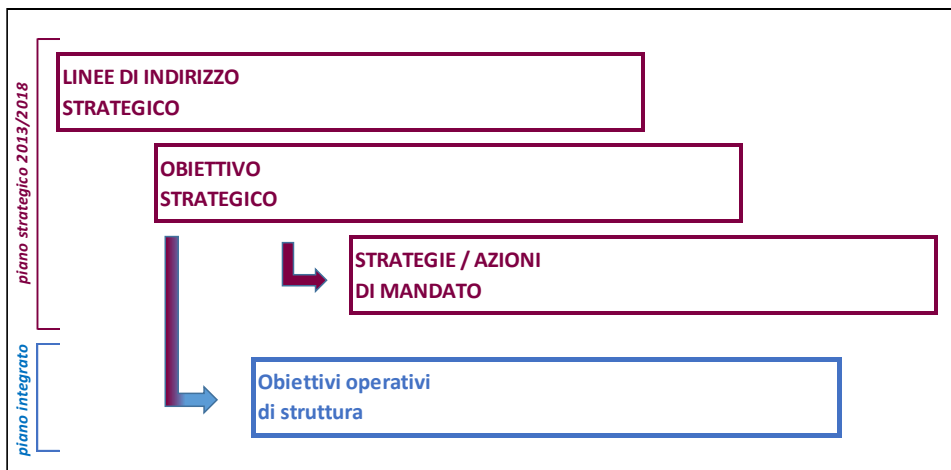 piano strategico 2013/2018
LINEE DI INDIRIZZO
STRATEGICO
OBIETTIVO
STRATEGICO
STRATEGIE / AZIONI
DI MANDATO
piano integrato
Obiettivi operativi
di struttura